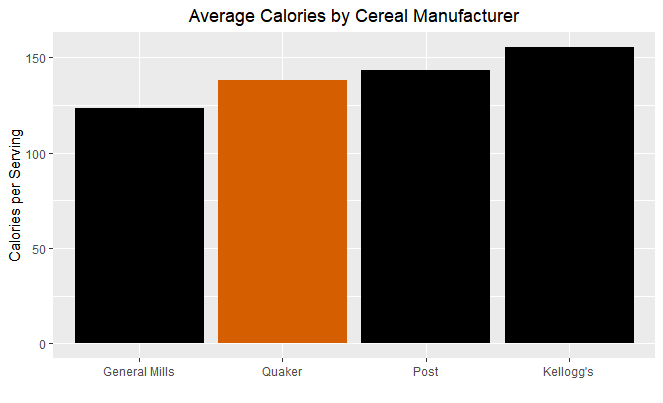 Average Calories by Cereal Manufacturer
Calories per Serving
150
100
50
0
General Mills Quaker Post Kellogg's